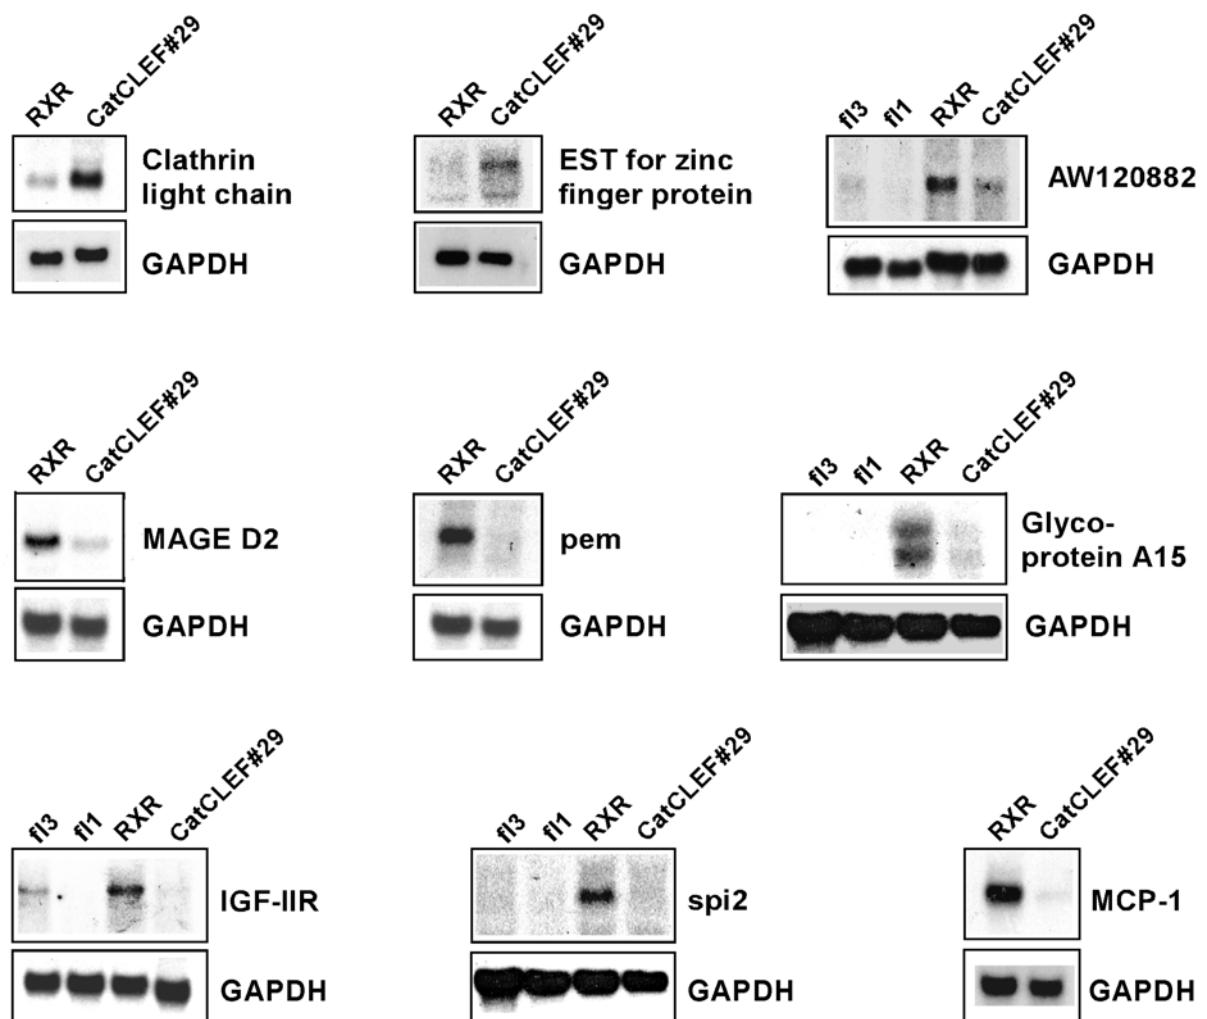 RXR CatCLEF#29
Clathrin
light chain
GAPDH
RXR CatCLEF#29
EST for zinc
finger protein
GAPDH
fl3 fl1 RXR CatCLEF#29
AW120882
GAPDH
RXR CatCLEF#29
MAGE D2
GAPDH
RXR CatCLEF#29
pem
GAPDH
fl3 fl1 RXR CatCLEF#29
Glyco-
protein A15
GAPDH
fl3 fl1 RXR CatCLEF#29
IGF-IIR
GAPDH
fl3 fl1 RXR CatCLEF#29
spi2
GAPDH
RXR CatCLEF#29
MCP-1
GAPDH